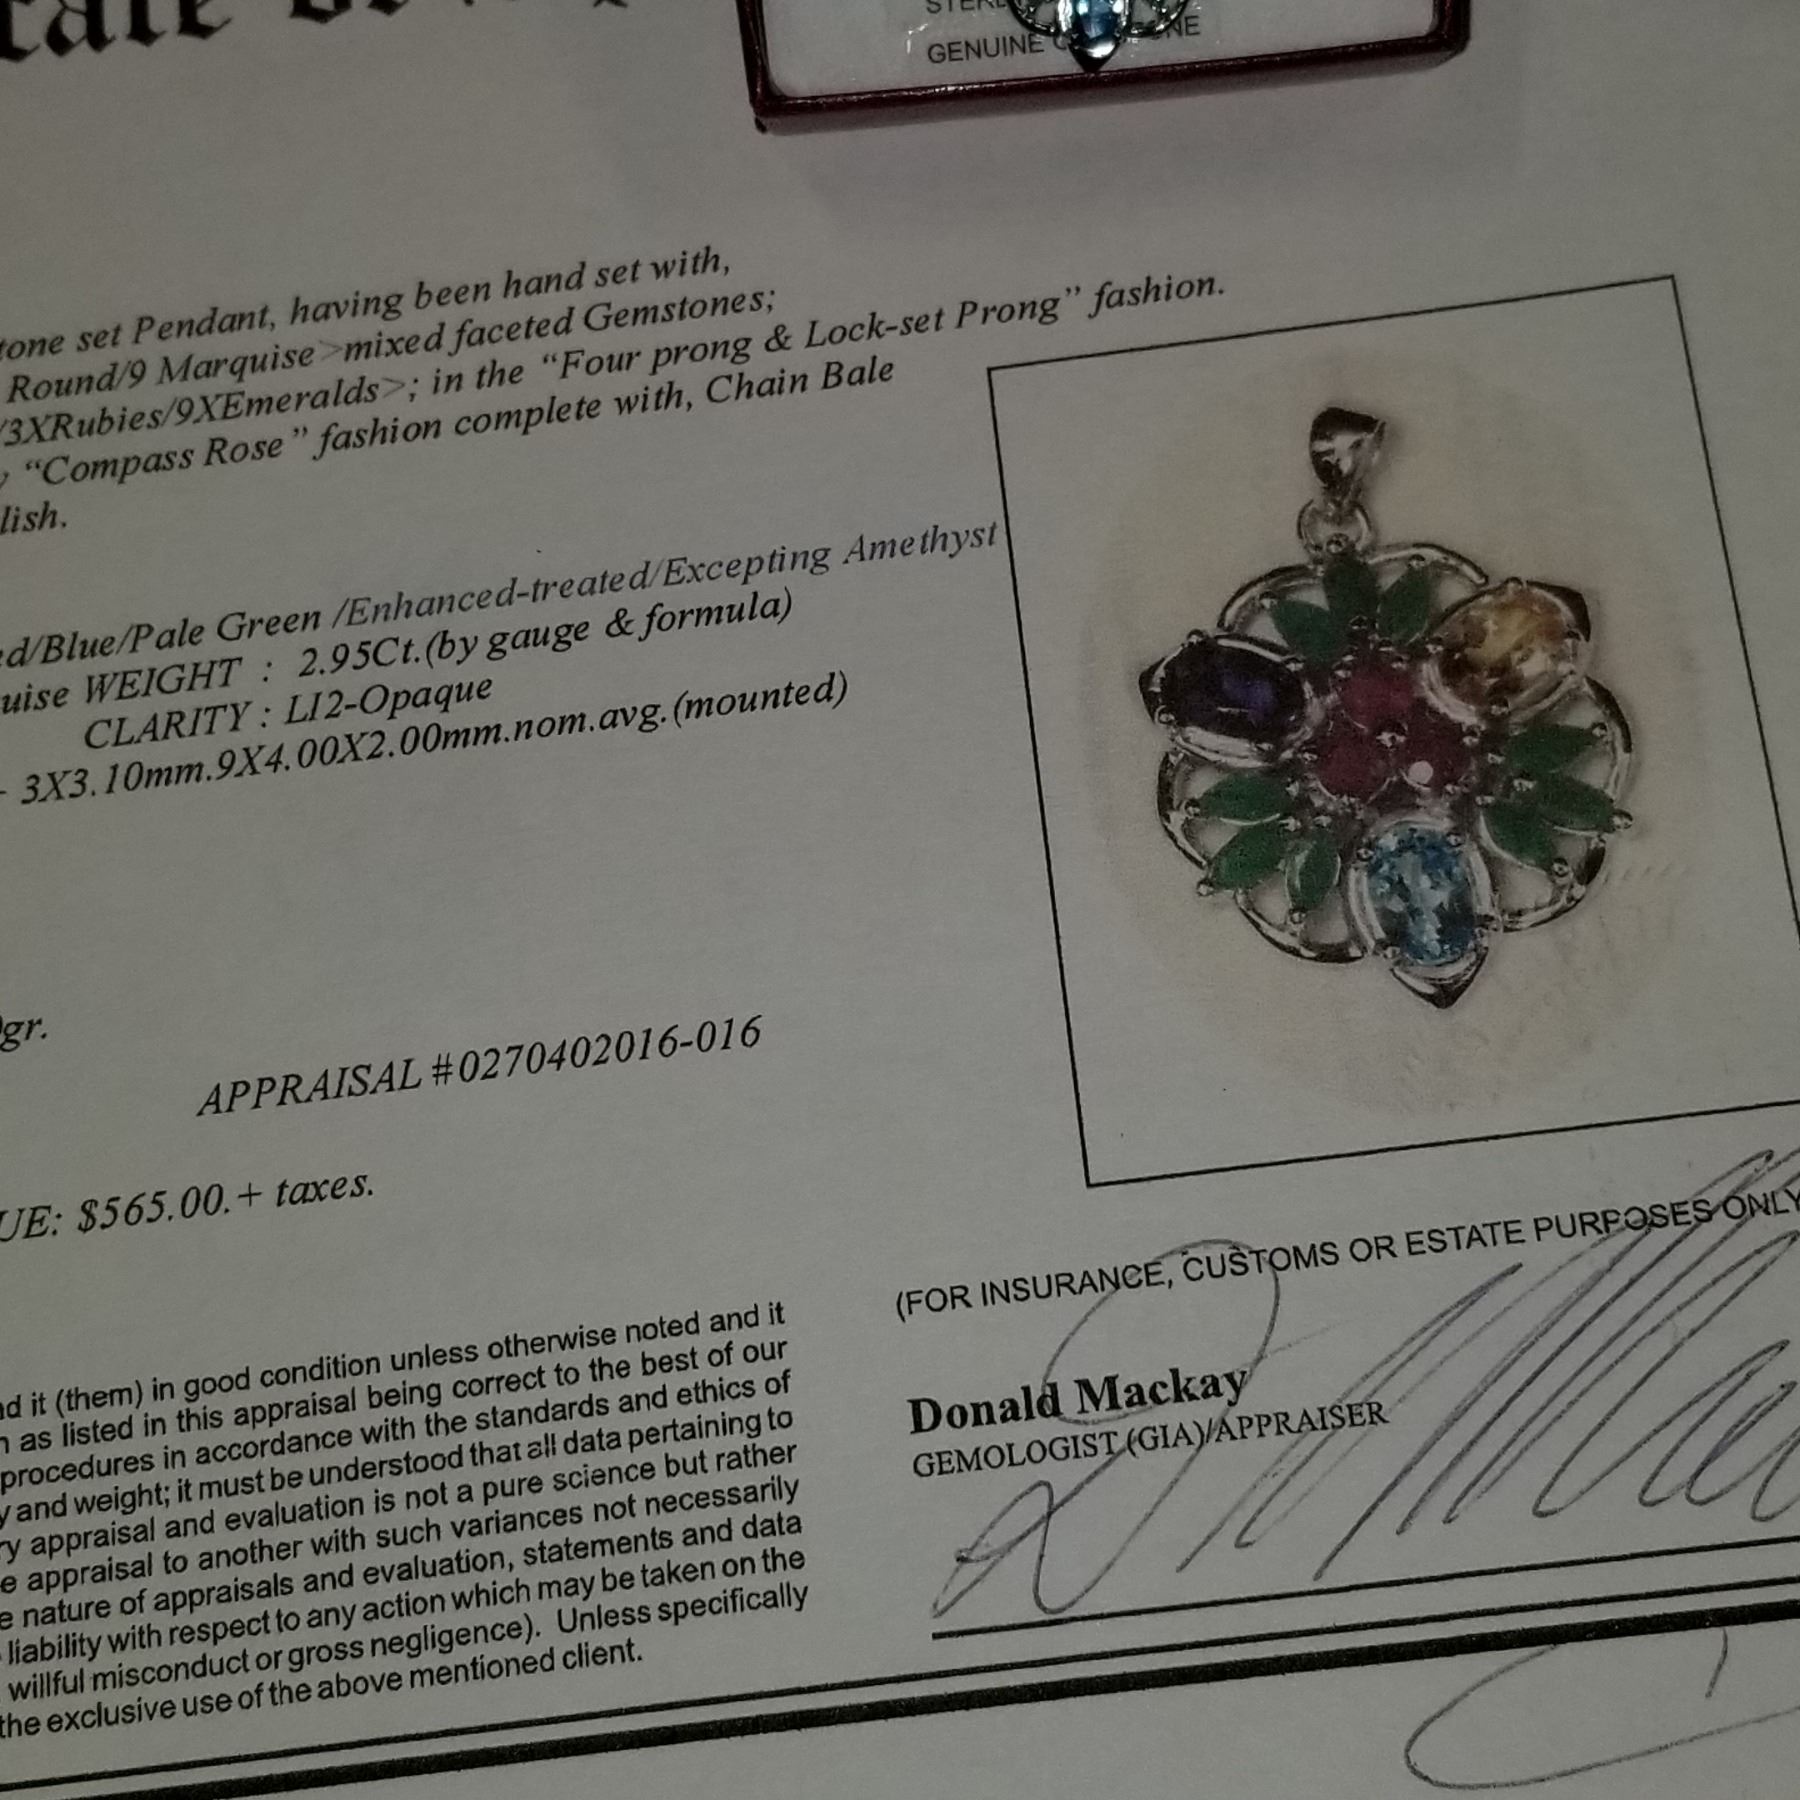 STERL
GENUINE
tone set Pendant, having been hand set with,
Round/9 Marquise>mixed faceted Gemstones;
/3XRubies/9XEmeralds>; in the “Four prong & Lock-set Prong” fashion.
, “Compass Rose” fashion complete with, Chain Bale
lish.
ed/Blue/Pale Green /Enhanced-treated/Excepting Amethyst
uise WEIGHT : 2.95Ct.(by gauge & formula)
CLARITY : LI2-Opaque
- 3X3.10mm.9X4.00X2.00mm.nom.avg.(mounted)
gr.
APPRAISAL #0270402016-016
UE: $565.00.+ taxes.
(FOR INSURANCE, CUSTOMS OR ESTATE PURPOSES ONLY
Donald Mackay
GEMOLOGIST (GIA)/APPRAISER
nd it (them) in good condition unless otherwise noted and it
n as listed in this appraisal being correct to the best of our
procedures in accordance with the standards and ethics of
y and weight; it must be understood that all data pertaining to
ry appraisal and evaluation is not a pure science but rather
e appraisal to another with such variances not necessarily
e nature of appraisals and evaluation, statements and data
liability with respect to any action which may be taken on the
willful misconduct or gross negligence). Unless specifically
the exclusive use of the above mentioned client.